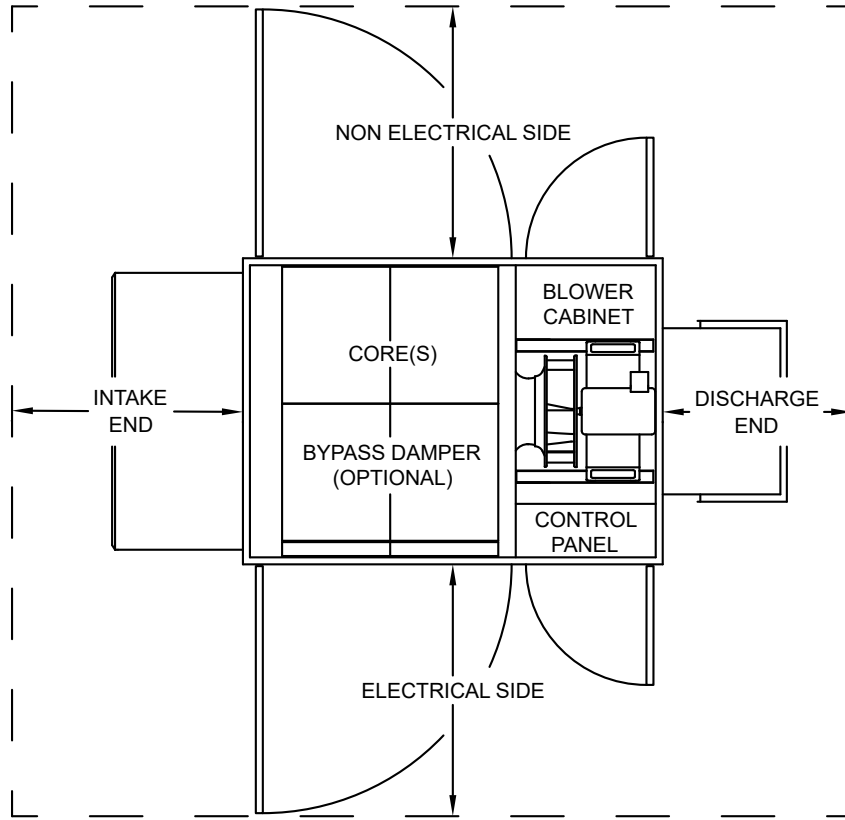 NON ELECTRICAL SIDE
BLOWER
CABINET
CORE(S)
INTAKE
END
DISCHARGE
END
BYPASS DAMPER
(OPTIONAL)
CONTROL
PANEL
ELECTRICAL SIDE